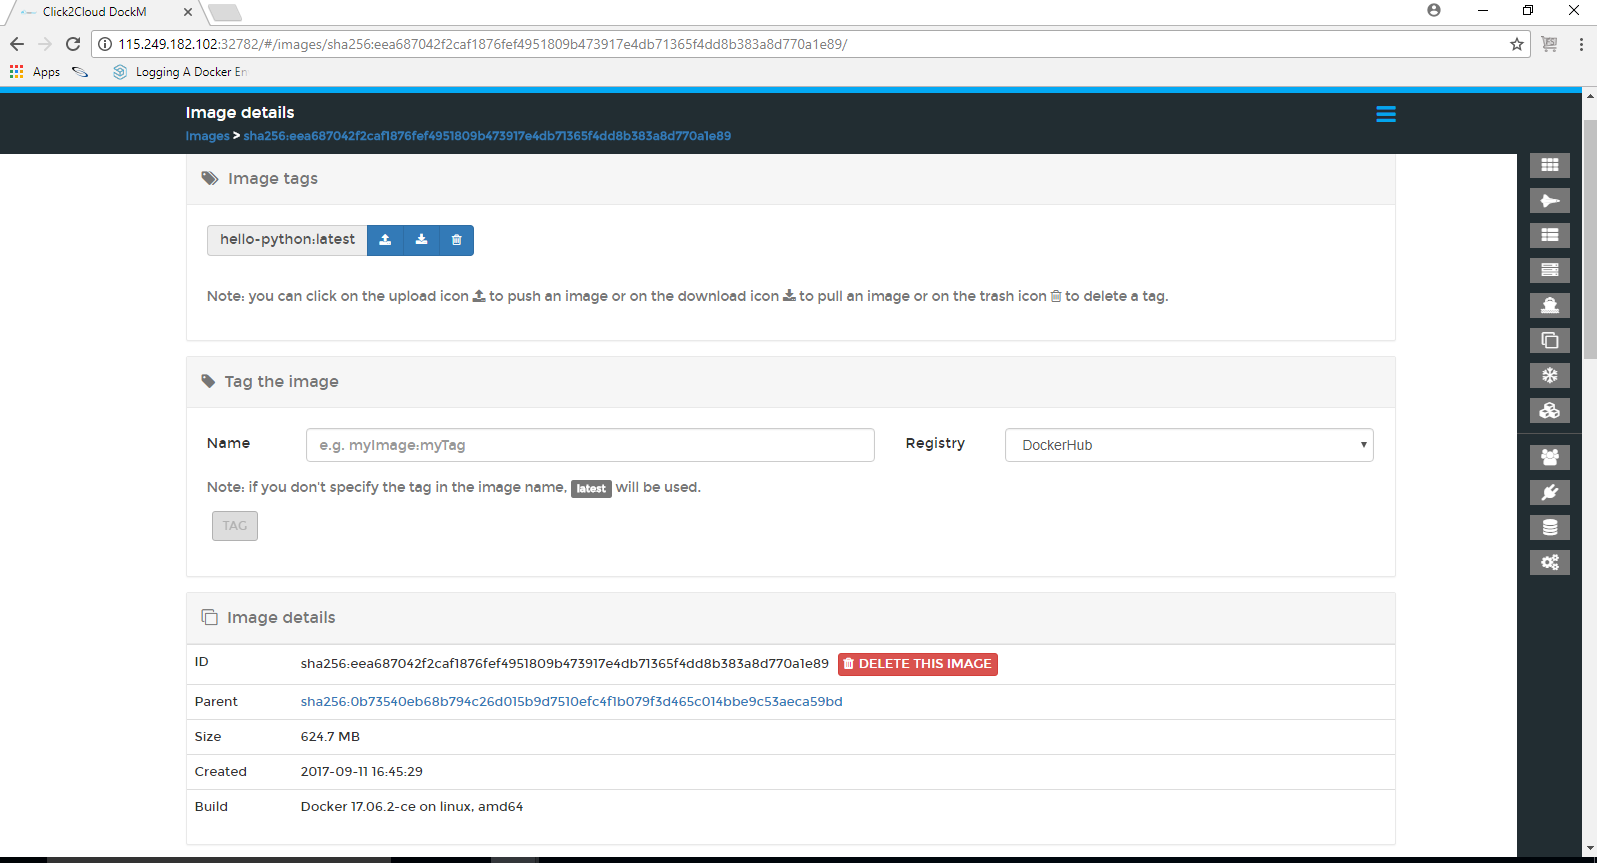 Click2Cloud DockM
115.249.182.102:32782/#/images/sha256:eea687042f2caf1876fef4951809b473917e4db71365f4dd8b383a8d770a1e89/
Apps Logging A Docker En
Image details
Images > sha256:eea687042f2caf1876fef4951809b473917e4db71365f4dd8b383a8d770a1e89
Image tags
hello-python:latest
Note: you can click on the upload icon to push an image or on the download icon to pull an image or on the trash icon to delete a tag.
Tag the image
Name e.g. myImage:myTag Registry DockerHub
Note: if you don't specify the tag in the image name, latest will be used.
TAG
Image details
ID sha256:eea687042f2caf1876fef4951809b473917e4db71365f4dd8b383a8d770a1e89 DELETE THIS IMAGE
Parent sha256:0b73540eb68b794c26d015b9d7510efc4f1b079f3d465c014bbe9c53aeca59bd
Size 624.7 MB
Created 2017-09-11 16:45:29
Build Docker 17.06.2-ce on linux, amd64